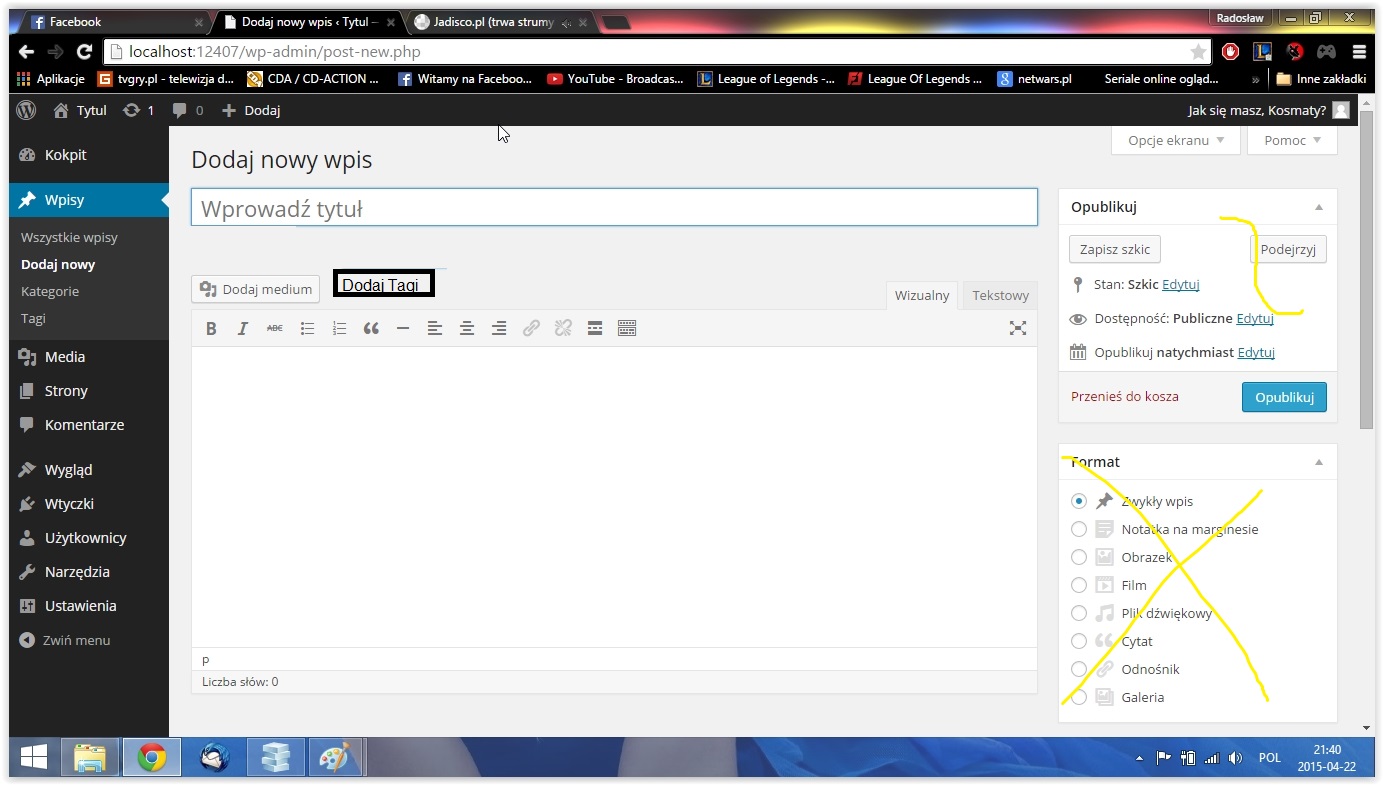 Facebook
Dodaj nowy wpis ‹ Tytul —
Jadisco.pl (trwa strumy
Radosław
localhost:12407/wp-admin/post-new.php
Aplikacje
tvgry.pl - telewizja d...
CDA / CD-ACTION ...
Witamy na Faceboo...
YouTube - Broadcas...
League of Legends -...
League Of Legends ...
netwars.pl
Seriale online ogląd...
»
Inne zakładki
Tytul
1
0
Dodaj
Jak się masz, Kosmaty?
Opcje ekranu
Pomoc
Kokpit
Wpisy
Wszystkie wpisy
Dodaj nowy
Kategorie
Tagi
Media
Strony
Komentarze
Wygląd
Wtyczki
Użytkownicy
Narzędzia
Ustawienia
Zwiń menu
Dodaj nowy wpis
Wprowadź tytuł
Dodaj medium
Dodaj Tagi
Wizualny
Tekstowy
B I ABC
p
Liczba słów: 0
Opublikuj
Zapisz szkic
Podejrzyj
Stan: Szkic Edytuj
Dostępność: Publiczne Edytuj
Opublikuj natychmiast Edytuj
Przenieś do kosza
Opublikuj
Format
Zwykły wpis
Notatka na marginesie
Obrazek
Film
Plik dźwiękowy
Cytat
Odnośnik
Galeria
POL
21:40
2015-04-22